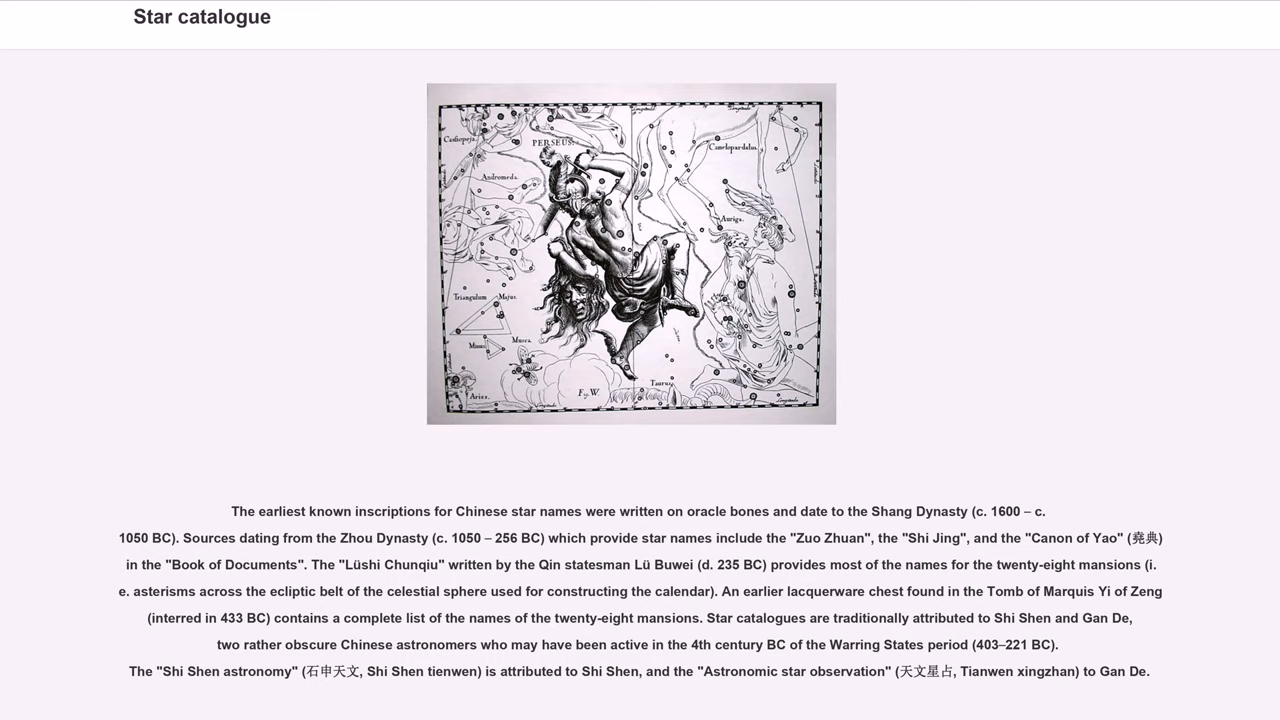 Star catalogue
Cassiopeja.
Longitudo
Longitudo
PERSEUS.
Camelopardalus.
Andromeda.
Auriga.
Triangulum Majus.
Minus
Musca.
Taurus
Aries.
Fig. W.
Longitudo
Longitudo
The earliest known inscriptions for Chinese star names were written on oracle bones and date to the Shang Dynasty (c. 1600 – c.
1050 BC). Sources dating from the Zhou Dynasty (c. 1050 – 256 BC) which provide star names include the "Zuo Zhuan", the "Shi Jing", and the "Canon of Yao" (堯典)
in the "Book of Documents". The "Lüshi Chunqiu" written by the Qin statesman Lü Buwei (d. 235 BC) provides most of the names for the twenty-eight mansions (i.
e. asterisms across the ecliptic belt of the celestial sphere used for constructing the calendar). An earlier lacquerware chest found in the Tomb of Marquis Yi of Zeng
(interred in 433 BC) contains a complete list of the names of the twenty-eight mansions. Star catalogues are traditionally attributed to Shi Shen and Gan De,
two rather obscure Chinese astronomers who may have been active in the 4th century BC of the Warring States period (403–221 BC).
The "Shi Shen astronomy" (石申天文, Shi Shen tienwen) is attributed to Shi Shen, and the "Astronomic star observation" (天文星占, Tianwen xingzhan) to Gan De.